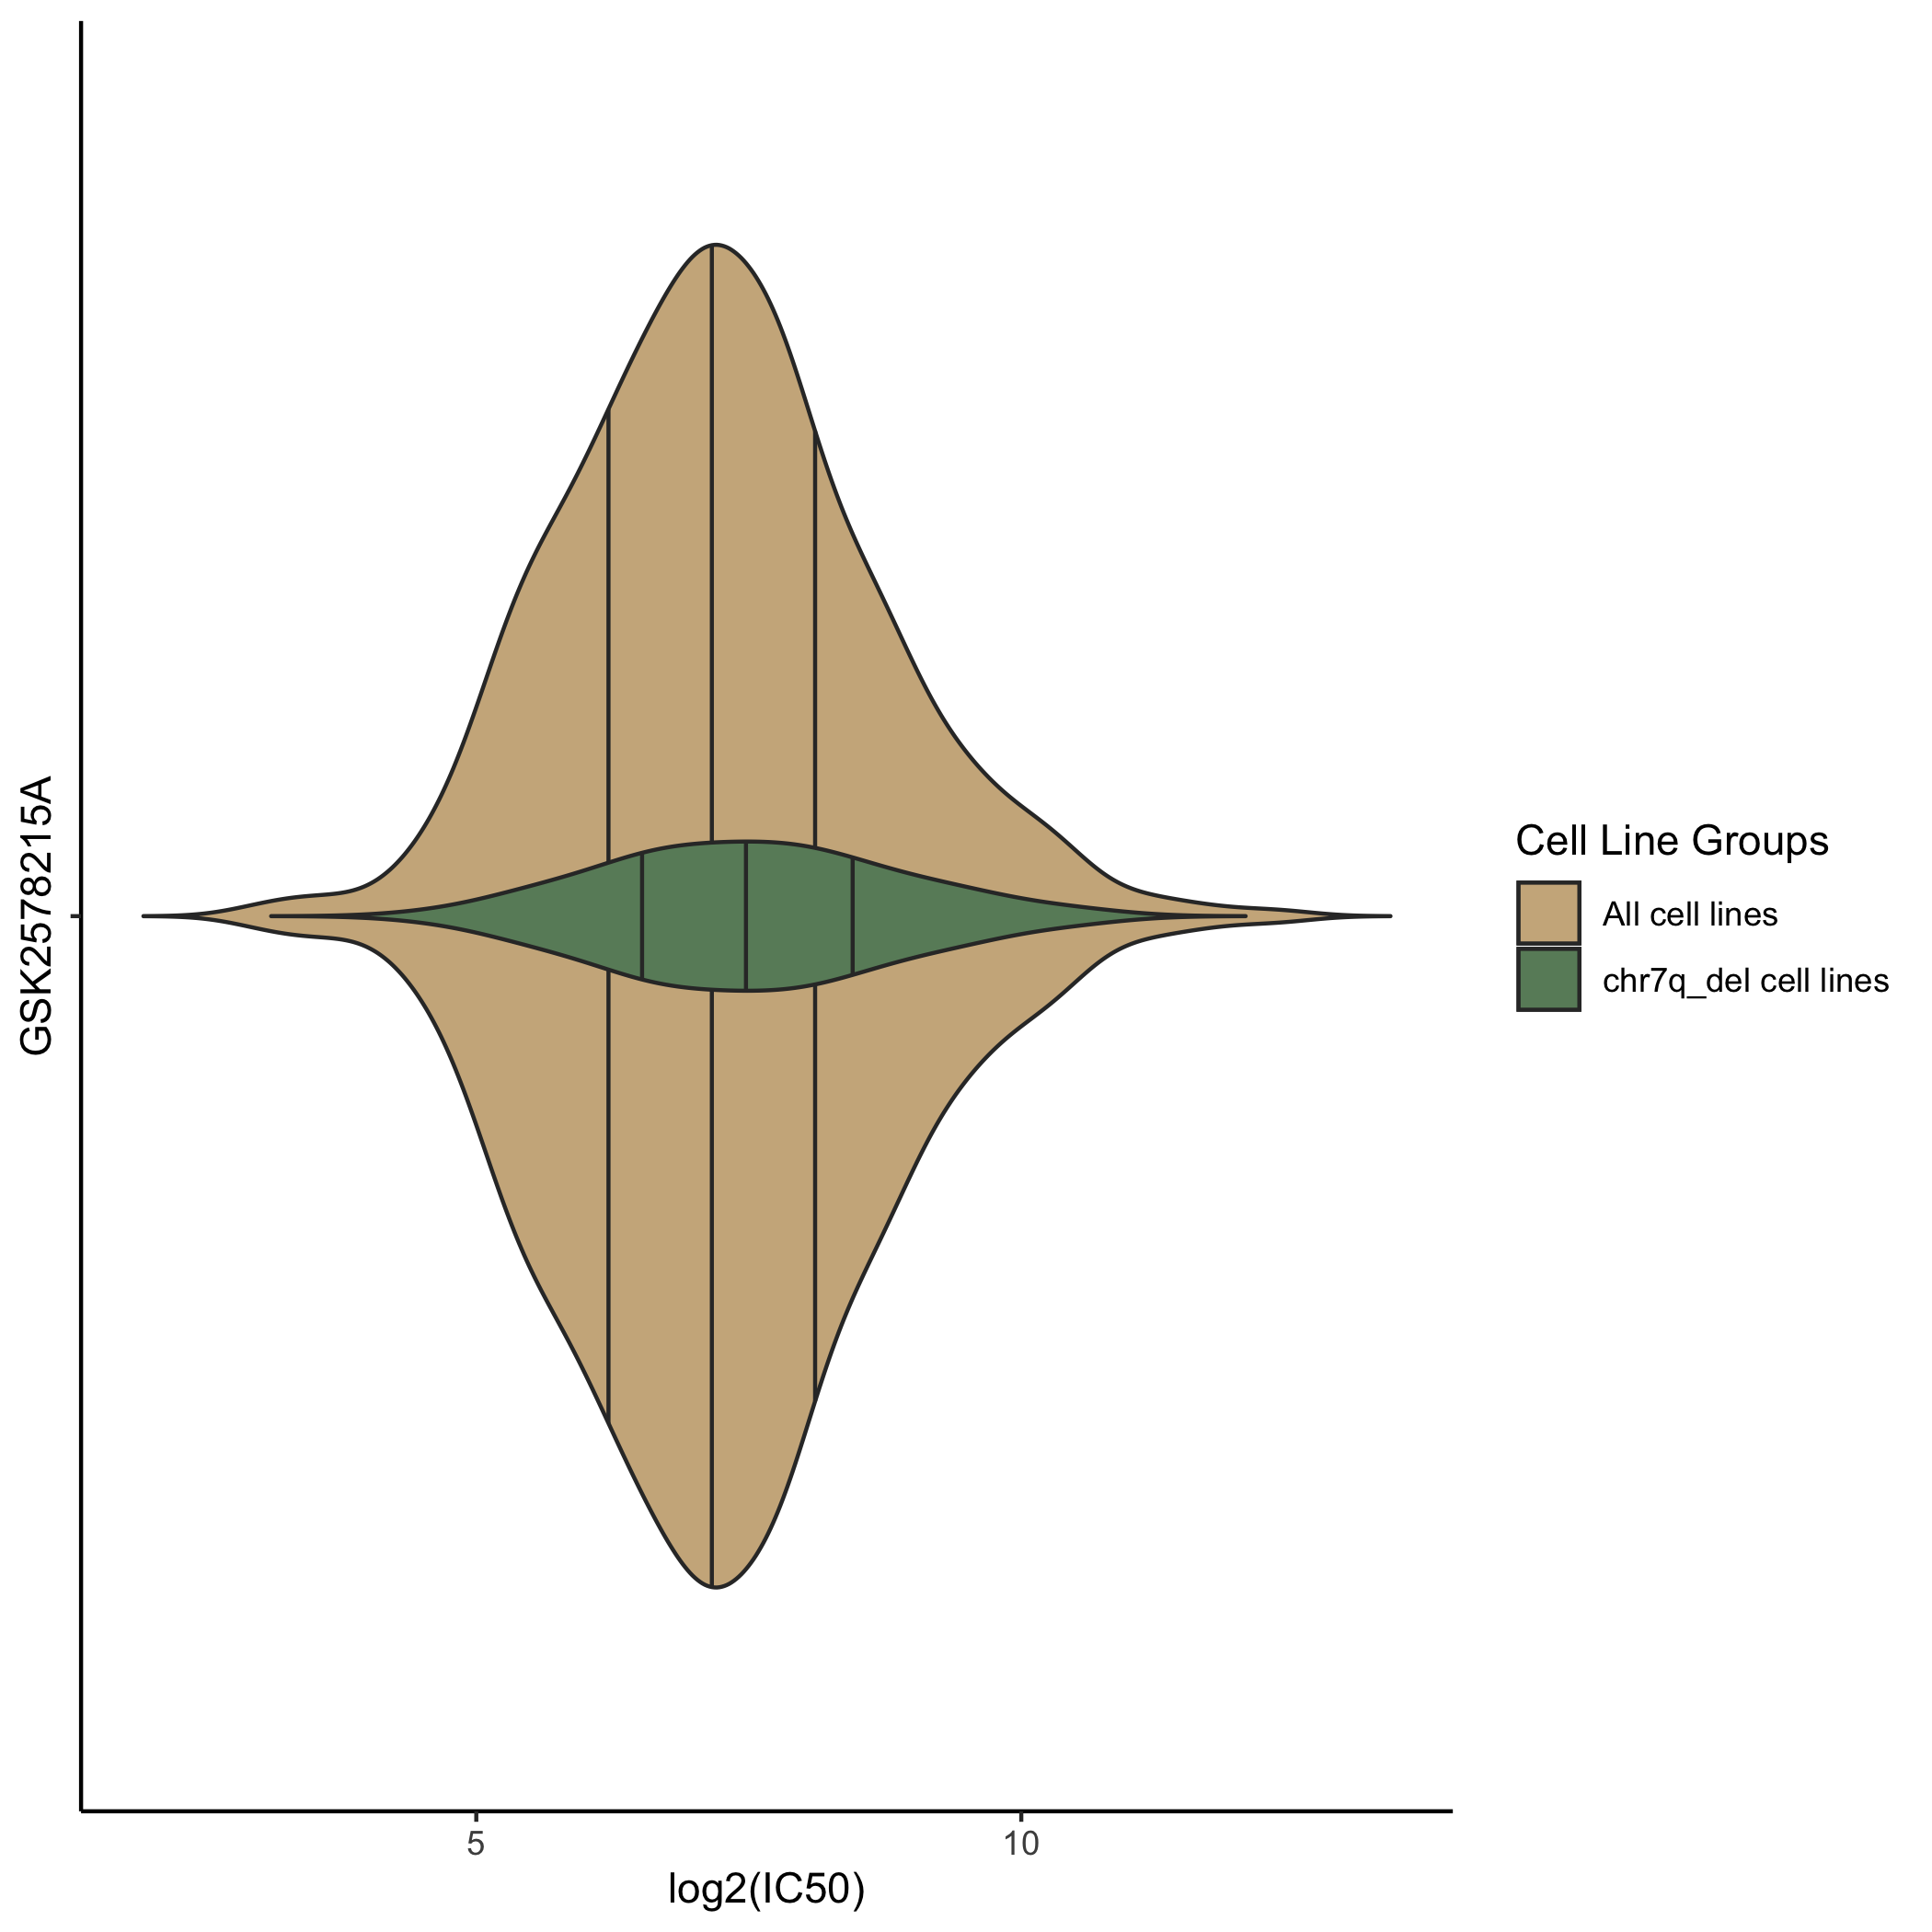 GSK2578215A
Cell Line Groups
All cell lines
chr7q_del cell lines
5
10
log2(IC50)